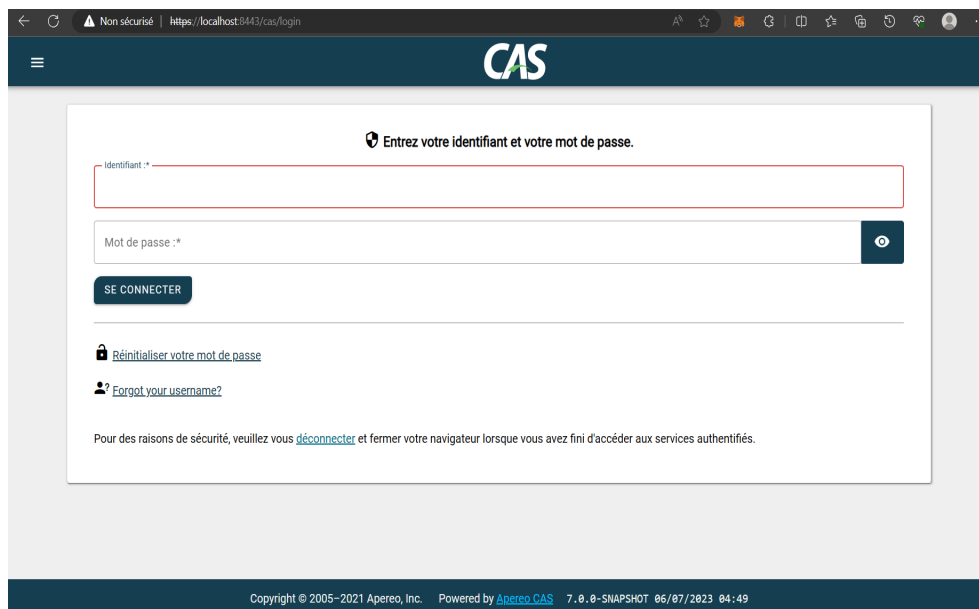 Non sécurisé https://localhost:8443/cas/login
CAS
Entrez votre identifiant et votre mot de passe.
Identifiant :*
Mot de passe :*
SE CONNECTER
Réinitialiser votre mot de passe
Forgot your username?
Pour des raisons de sécurité, veuillez vous déconnecter et fermer votre navigateur lorsque vous avez fini d'accéder aux services authentifiés.
Copyright © 2005–2021 Apereo, Inc. Powered by Apereo CAS 7.0.0-SNAPSHOT 06/07/2023 04:49